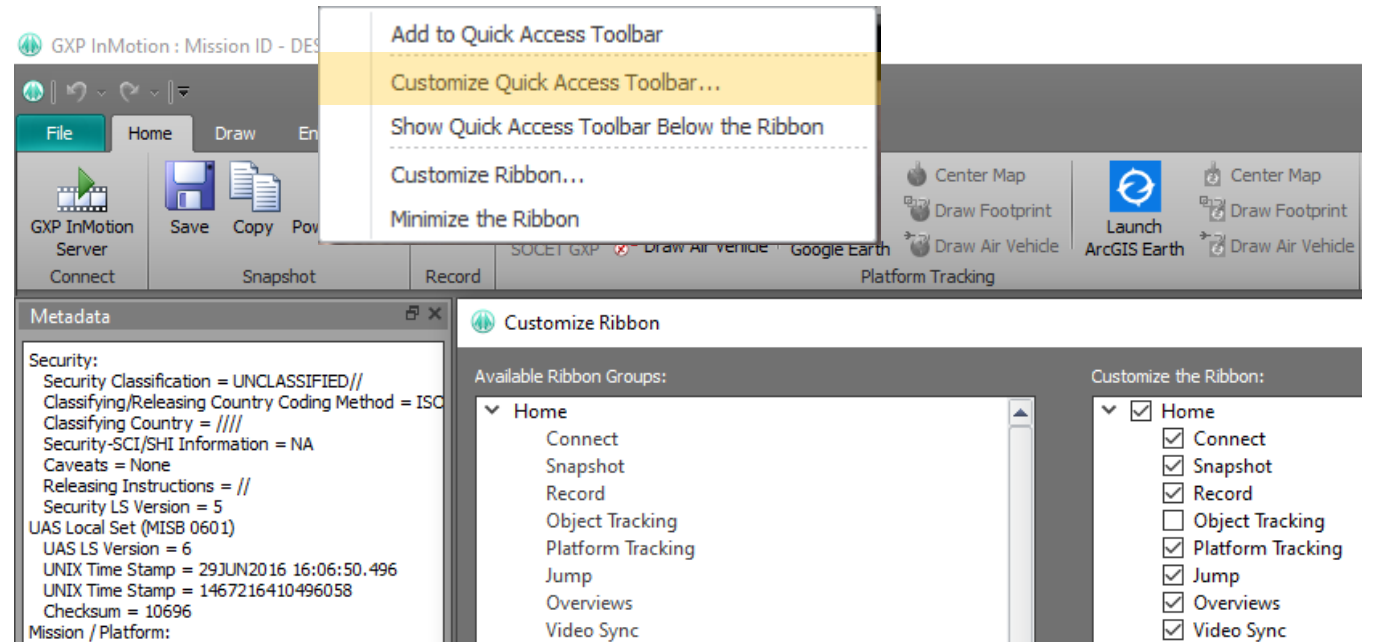 GXP InMotion : Mission ID - DES
Add to Quick Access Toolbar
Customize Quick Access Toolbar...
Show Quick Access Toolbar Below the Ribbon
Customize Ribbon...
Minimize the Ribbon
File Home Draw En
GXP InMotion
Server
Save Copy Pow
SOCET GXP Draw Air Vehicle
Google Earth
Center Map
Draw Footprint
Draw Air Vehicle
Launch
ArcGIS Earth
Center Map
Draw Footprint
Draw Air Vehicle
Connect Snapshot Record Platform Tracking
Metadata
Security:
Security Classification = UNCLASSIFIED//
Classifying/Releasing Country Coding Method = ISO
Classifying Country = ////
Security-SCI/SHI Information = NA
Caveats = None
Releasing Instructions = //
Security LS Version = 5
UAS Local Set (MISB 0601)
UAS LS Version = 6
UNIX Time Stamp = 29JUN2016 16:06:50.496
UNIX Time Stamp = 1467216410496058
Checksum = 10696
Mission / Platform:
Customize Ribbon
Available Ribbon Groups:
Home
Connect
Snapshot
Record
Object Tracking
Platform Tracking
Jump
Overviews
Video Sync
Customize the Ribbon:
Home
Connect
Snapshot
Record
Object Tracking
Platform Tracking
Jump
Overviews
Video Sync